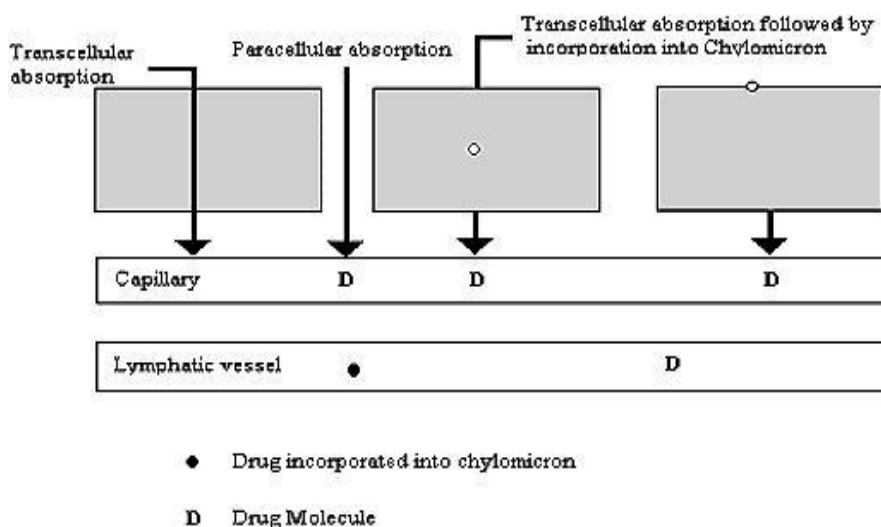 Transcellular
absorption
Paracellular absorption
Transcellular absorption followed by
incorporation into Chylomicron
Capillary D D D
Lymphatic vessel D
Drug incorporated into chylomicron
D Drug Molecule